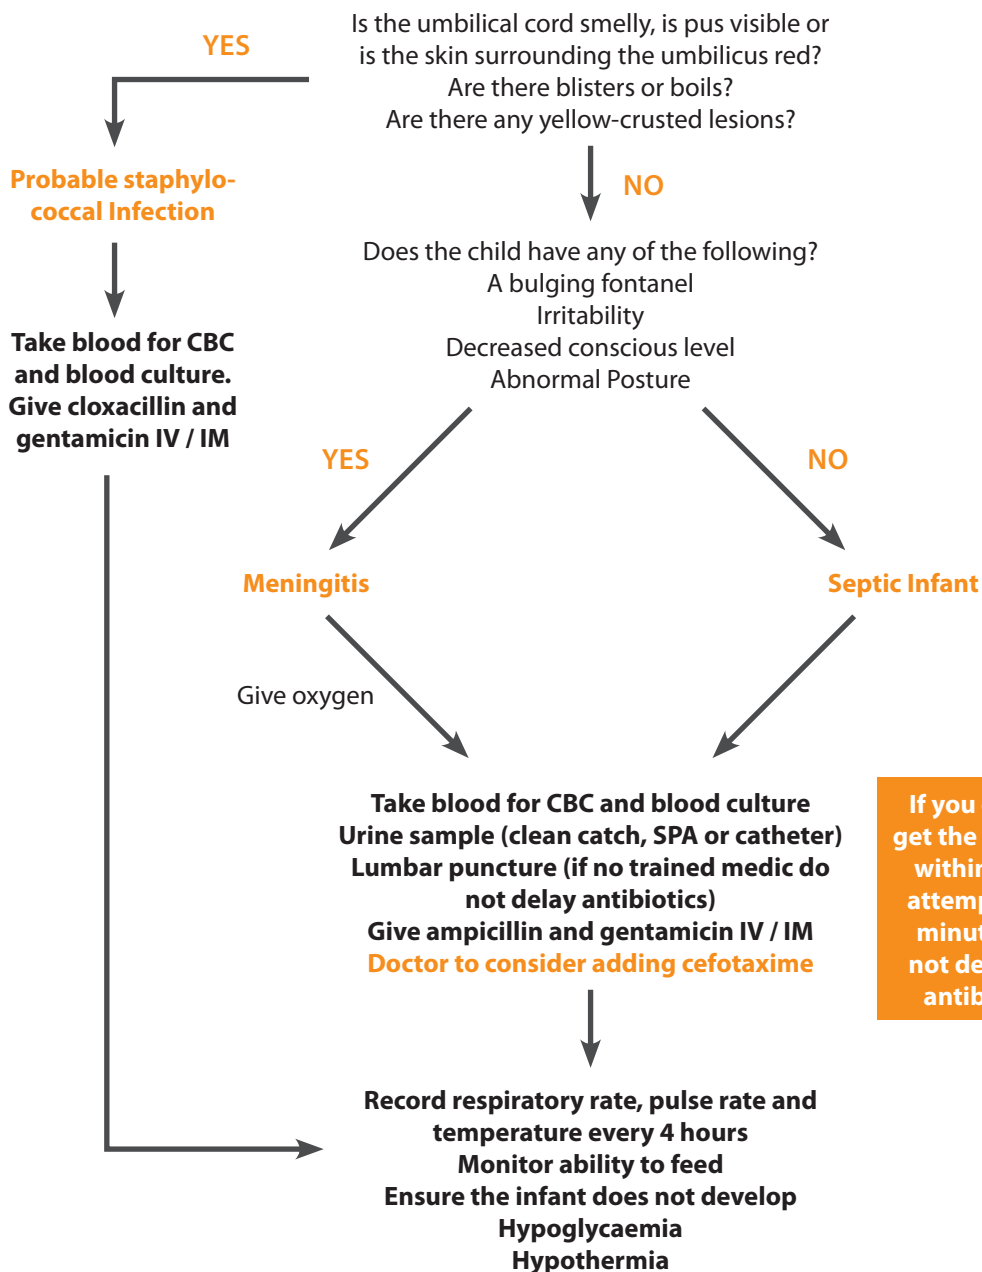 Is the umbilical cord smelly, is pus visible or
is the skin surrounding the umbilicus red?
Are there blisters or boils?
Are there any yellow-crusted lesions?
YES
NO
Probable staphylo-
coccal Infection
Take blood for CBC
and blood culture.
Give cloxacillin and
gentamicin IV / IM
Does the child have any of the following?
A bulging fontanel
Irritability
Decreased conscious level
Abnormal Posture
YES
NO
Meningitis
Septic Infant
Give oxygen
Take blood for CBC and blood culture
Urine sample (clean catch, SPA or catheter)
Lumbar puncture (if no trained medic do
not delay antibiotics)
Give ampicillin and gentamicin IV / IM
Doctor to consider adding cefotaxime
If you
get the
within
attemp
minut
not de
antib
Record respiratory rate, pulse rate and
temperature every 4 hours
Monitor ability to feed
Ensure the infant does not develop
Hypoglycaemia
Hypothermia